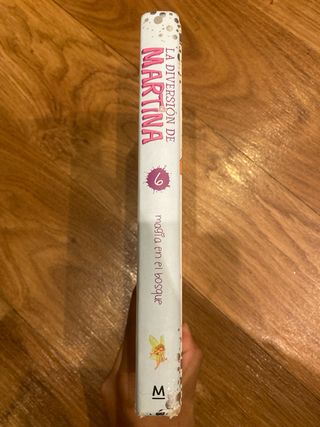 LA DIVERSIÓN DE
MARTINA
6
magia en el bosque
M